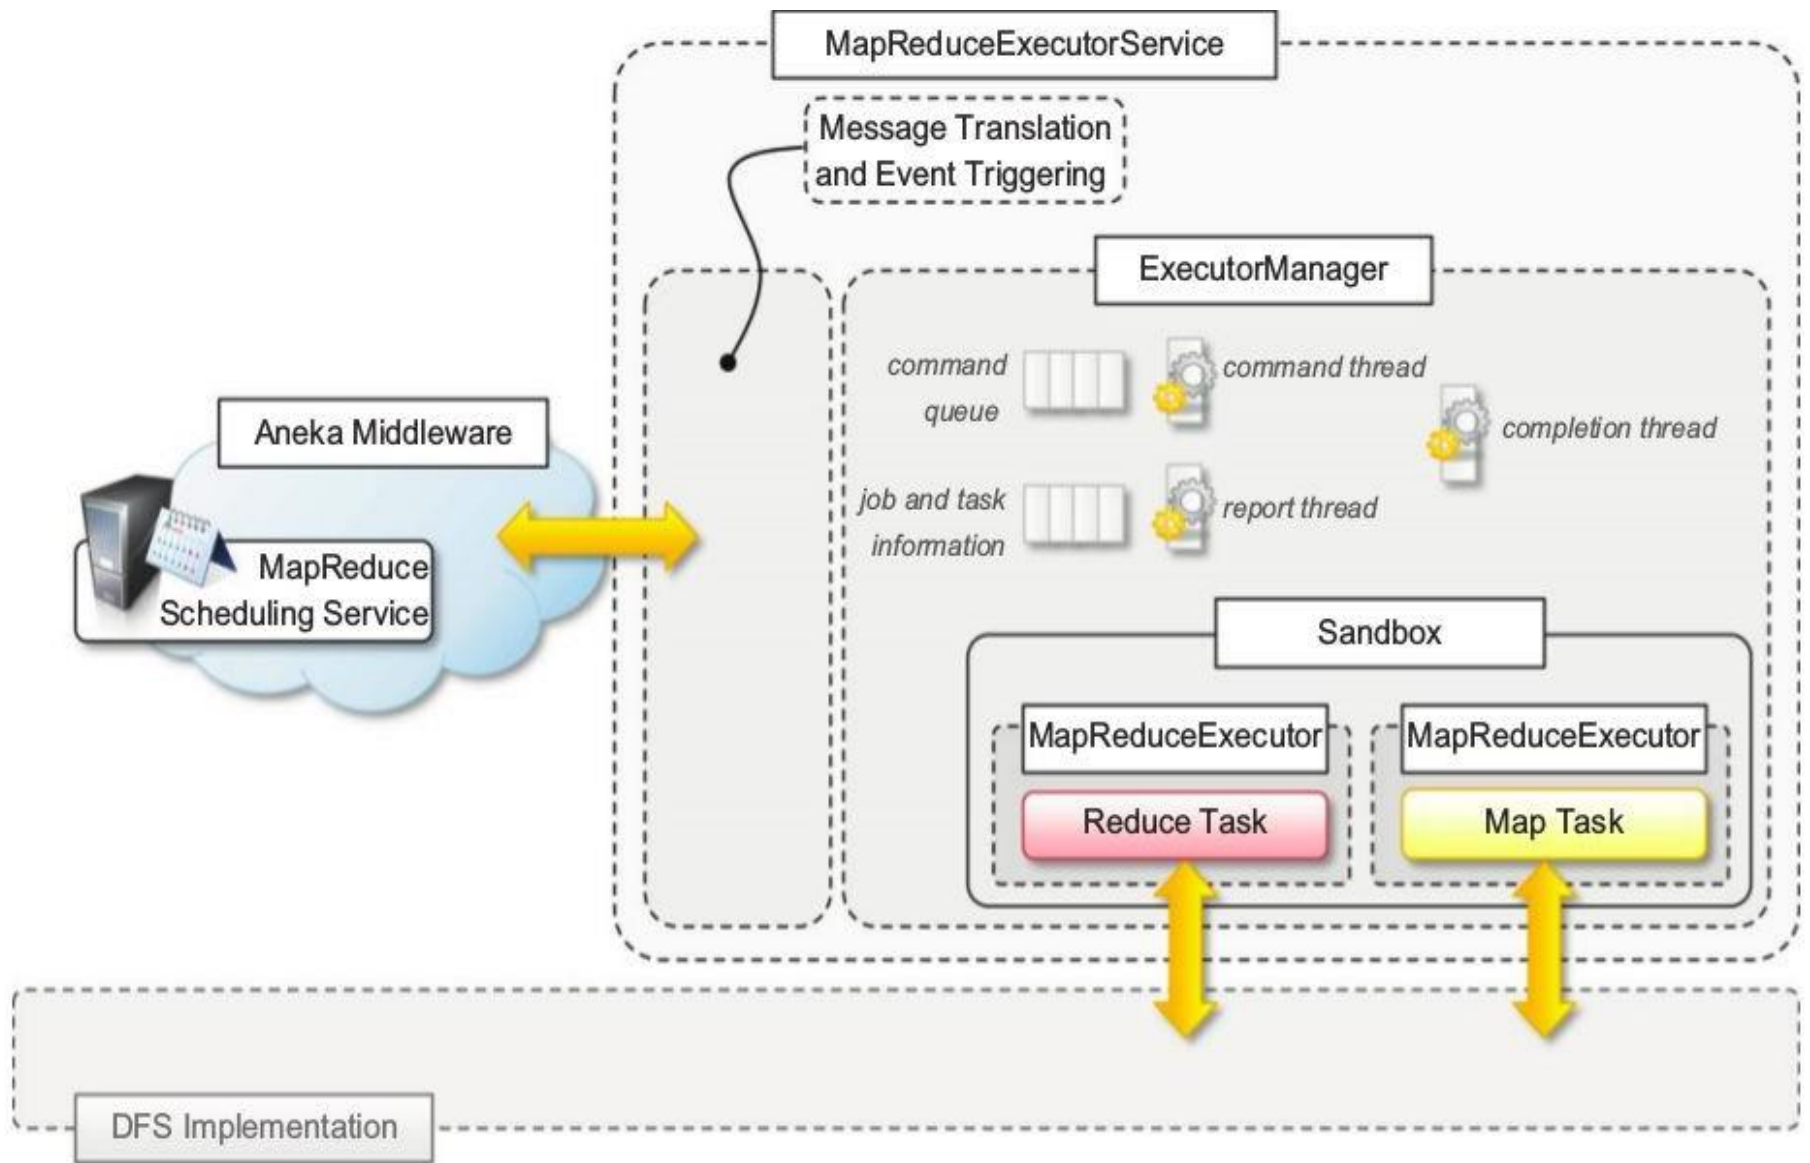 MapReduceExecutorService
Message Translation
and Event Triggering
ExecutorManager
command
queue
command thread
completion thread
job and task
information
report thread
Aneka Middleware
MapReduce
Scheduling Service
Sandbox
MapReduceExecutor
Reduce Task
MapReduceExecutor
Map Task
DFS Implementation